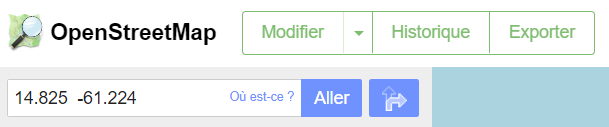 OpenStreetMap Modifier Historique Exporter
14.825 -61.224 Où est-ce ? Aller